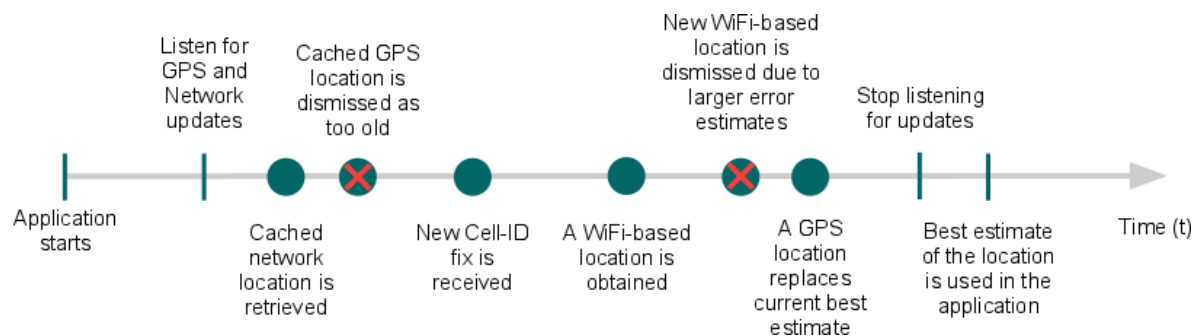 Application
starts
Listen for
GPS and
Network
updates
Cached
network
location is
retrieved
Cached GPS
location is
dismissed as
too old
New Cell-ID
fix is
received
A WiFi-based
location is
obtained
New WiFi-based
location is
dismissed due to
larger error
estimates
A GPS
location
replaces
current best
estimate
Stop listening
for updates
Best estimate
of the location
is used in the
application
Time (t)